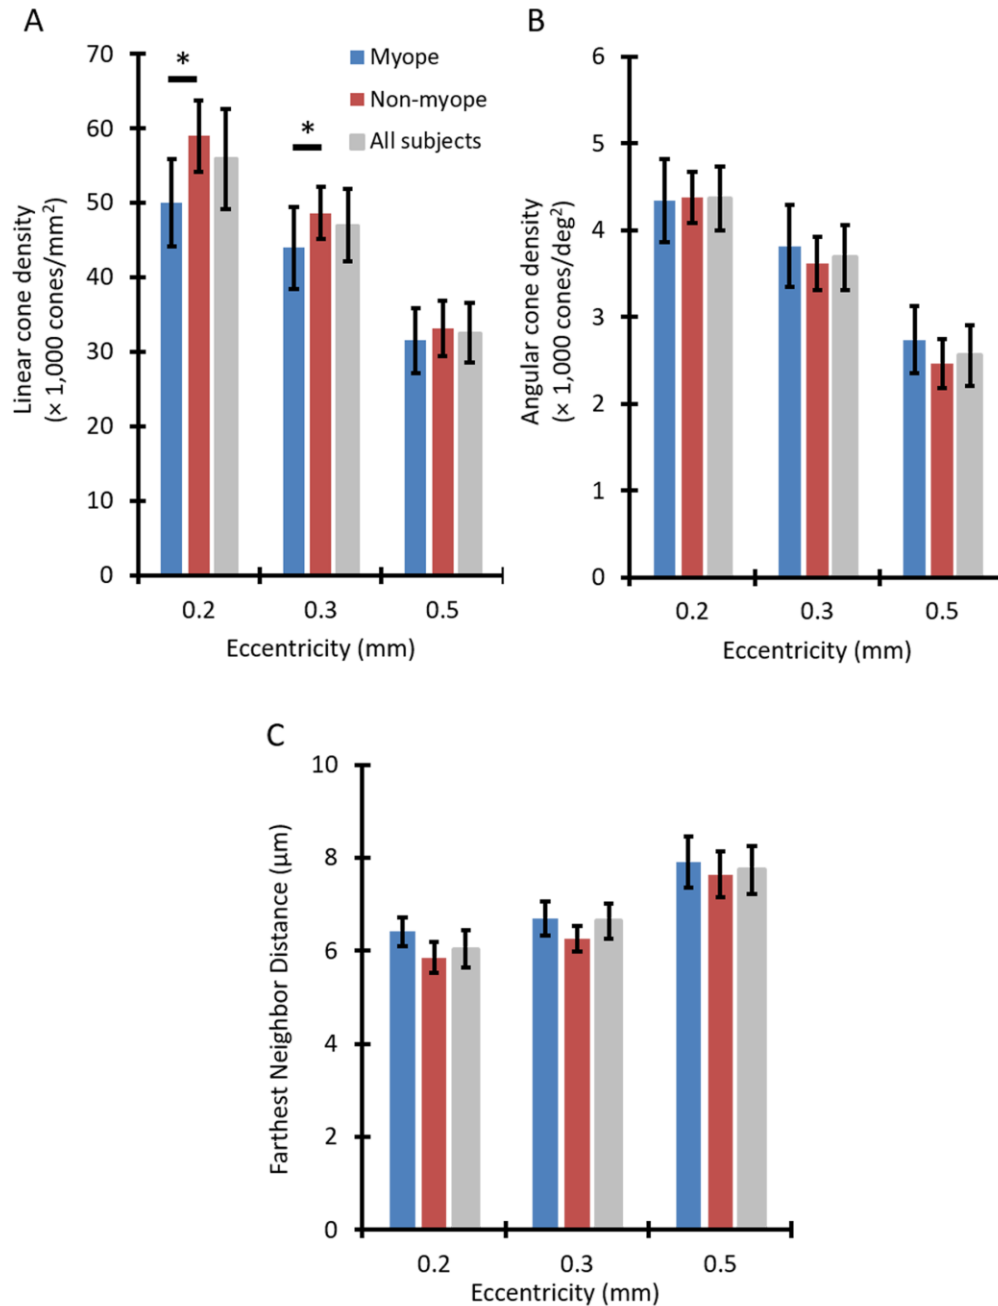 A
Linear cone density
(× 1,000 cones/mm²)
70
60
50
40
30
20
10
0
*
*
Myope
Non-myope
All subjects
0.2 0.3 0.5
Eccentricity (mm)
B
Angular cone density
(× 1,000 cones/deg²)
6
5
4
3
2
1
0
0.2 0.3 0.5
Eccentricity (mm)
C
Farthest Neighbor Distance (μm)
10
8
6
4
2
0
0.2 0.3 0.5
Eccentricity (mm)